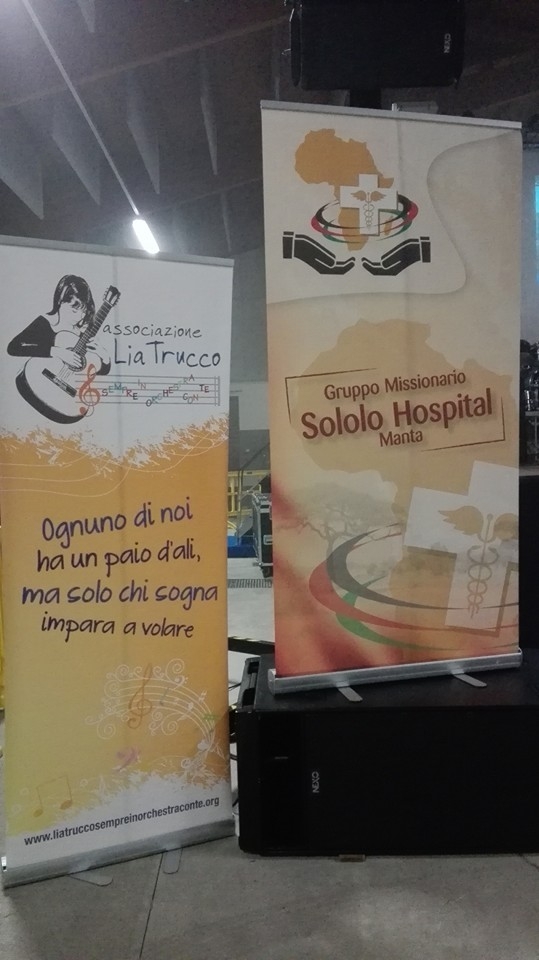 associazione
Lia Trucco
SEMPRE IN ORCHESTRA CON TE
Ognuno di noi
ha un paio d'ali,
ma solo chi sogna
impara a volare
www.liatruccosempreinorchestraconte.org
Gruppo Missionario
Sololo Hospital
Manta
NEXO
NEXO